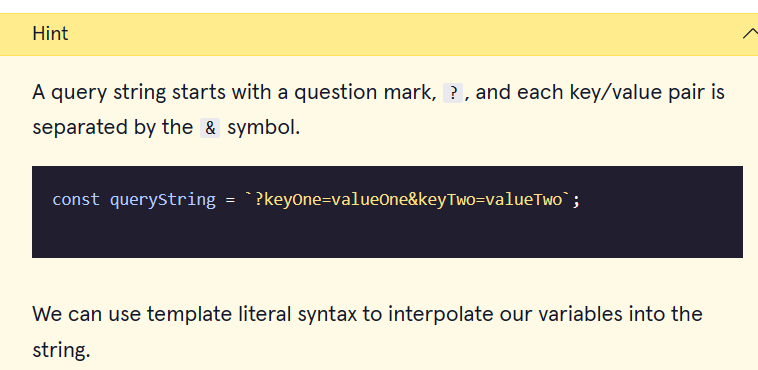 Hint
A query string starts with a question mark, ?, and each key/value pair is
separated by the & symbol.
const queryString = `?keyOne=valueOne&keyTwo=valueTwo`;
We can use template literal syntax to interpolate our variables into the
string.